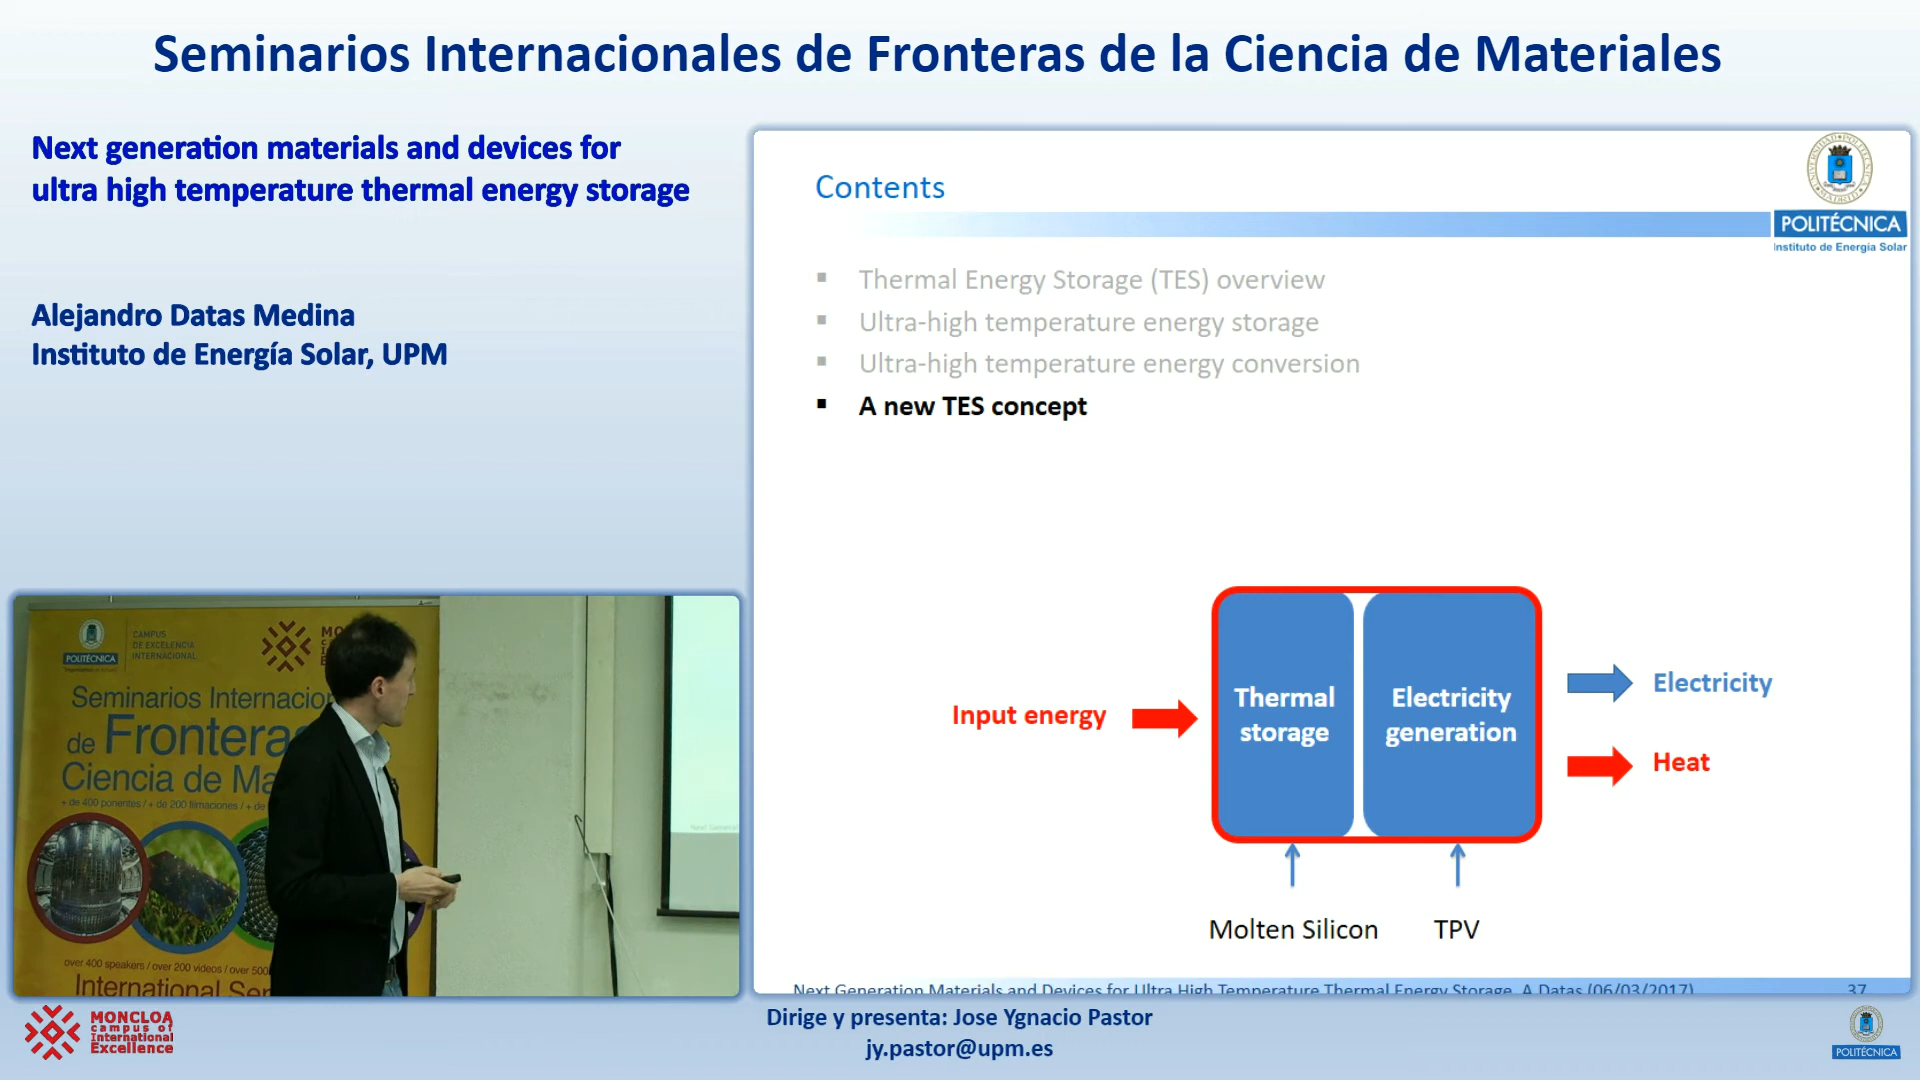 Seminarios Internacionales de Fronteras de la Ciencia de Materiales
Next generation materials and devices for
ultra high temperature thermal energy storage
Alejandro Datas Medina
Instituto de Energía Solar, UPM
Contents
POLITÉCNICA
Instituto de Energía Solar
▪ Thermal Energy Storage (TES) overview
▪ Ultra-high temperature energy storage
▪ Ultra-high temperature energy conversion
▪ A new TES concept
Input energy
Thermal
storage
Electricity
generation
Electricity
Heat
Molten Silicon
TPV
Next Generation Materials and Devices for Ultra High Temperature Thermal Energy Storage. A Datas (06/03/2017)
37
POLITÉCNICA
CAMPUS
DE EXCELENCIA
INTERNACIONAL
Seminarios Internacion
de Fronteras
Ciencia de Ma
+ de 400 ponentes / + de 200 filmaciones / + de
over 400 speakers / over 200 videos / over 500
International Sem
MONCLOA
campus of
International
Excellence
Dirige y presenta: Jose Ygnacio Pastor
jy.pastor@upm.es
POLITÉCNICA